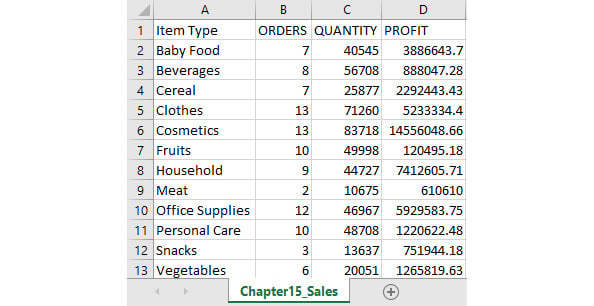 A B C D
1 Item Type ORDERS QUANTITY PROFIT
2 Baby Food 7 40545 3886643.7
3 Beverages 8 56708 888047.28
4 Cereal 7 25877 2292443.43
5 Clothes 13 71260 5233334.4
6 Cosmetics 13 83718 14556048.66
7 Fruits 10 49998 120495.18
8 Household 9 44727 7412605.71
9 Meat 2 10675 610610
10 Office Supplies 12 46967 5929583.75
11 Personal Care 10 48708 1220622.48
12 Snacks 3 13637 751944.18
13 Vegetables 6 20051 1265819.63
Chapter15_Sales